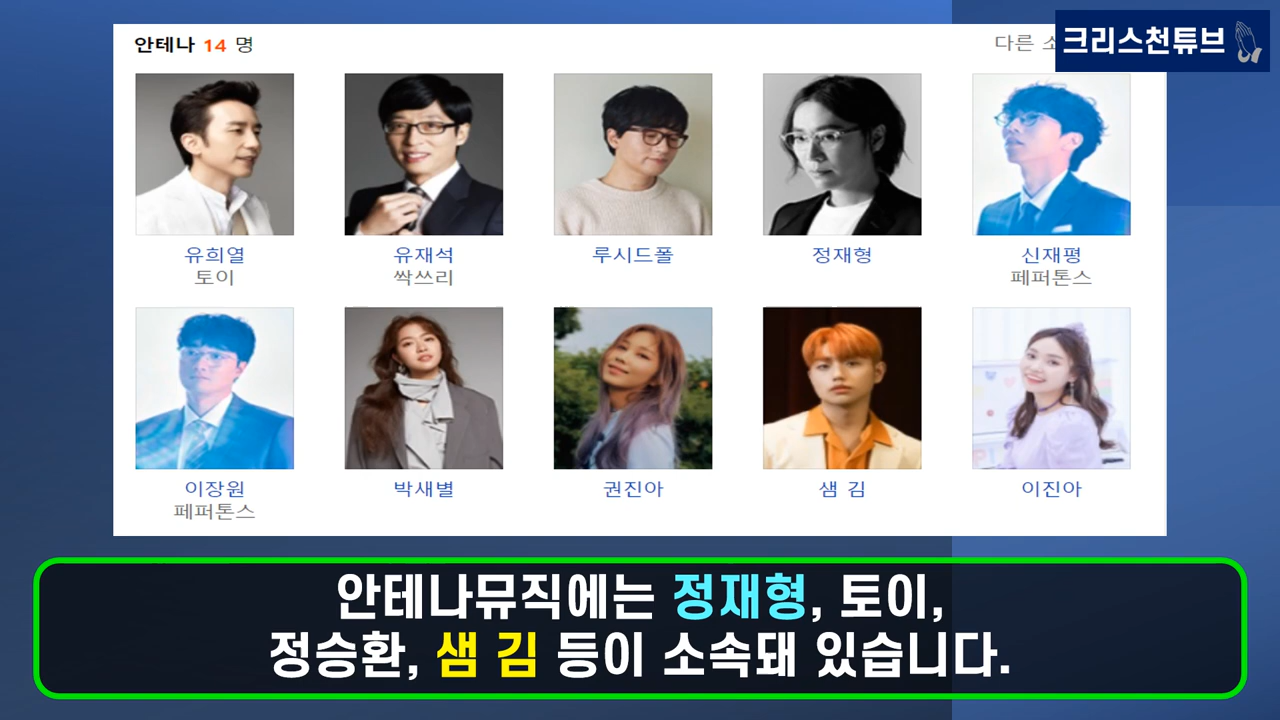 안테나 14 명
다른 소
크리스천튜브
유희열
토이
유재석
싹쓰리
루시드폴
정재형
신재평
페퍼톤스
이장원
페퍼톤스
박새별
권진아
샘 김
이진아
안테나뮤직에는 정재형, 토이,
정승환, 샘 김 등이 소속돼 있습니다.